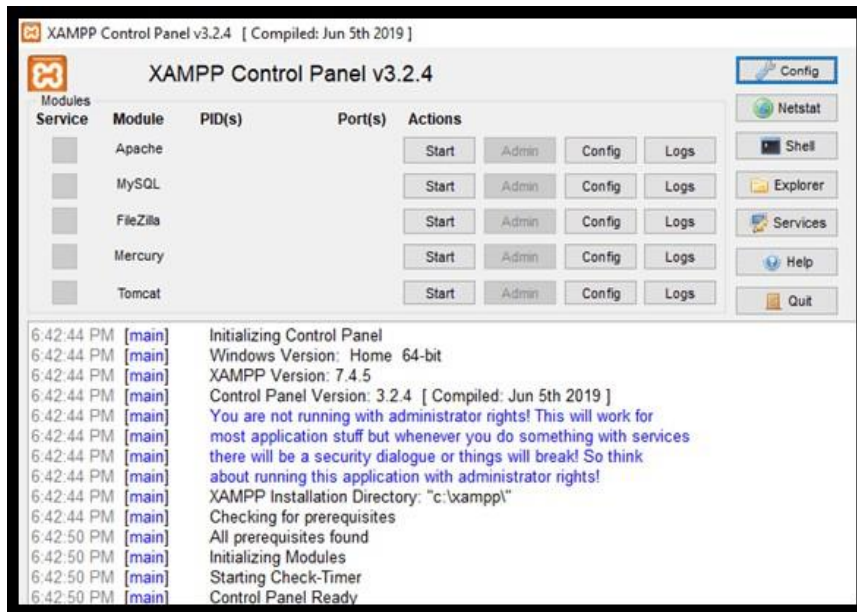 XAMPP Control Panel v3.2.4 [ Compiled: Jun 5th 2019 ]
XAMPP Control Panel v3.2.4
Config
Modules
Service Module PID(s) Port(s) Actions
Netstat
Apache Start Admin Config Logs
Shell
MySQL Start Admin Config Logs
Explorer
FileZilla Start Admin Config Logs
Services
Mercury Start Admin Config Logs
Help
Tomcat Start Admin Config Logs
Quit
6:42:44 PM [main] Initializing Control Panel
6:42:44 PM [main] Windows Version: Home 64-bit
6:42:44 PM [main] XAMPP Version: 7.4.5
6:42:44 PM [main] Control Panel Version: 3.2.4 [ Compiled: Jun 5th 2019 ]
6:42:44 PM [main] You are not running with administrator rights! This will work for
6:42:44 PM [main] most application stuff but whenever you do something with services
6:42:44 PM [main] there will be a security dialogue or things will break! So think
6:42:44 PM [main] about running this application with administrator rights!
6:42:44 PM [main] XAMPP Installation Directory: "c:\xampp\"
6:42:44 PM [main] Checking for prerequisites
6:42:50 PM [main] All prerequisites found
6:42:50 PM [main] Initializing Modules
6:42:50 PM [main] Starting Check-Timer
6:42:50 PM [main] Control Panel Ready